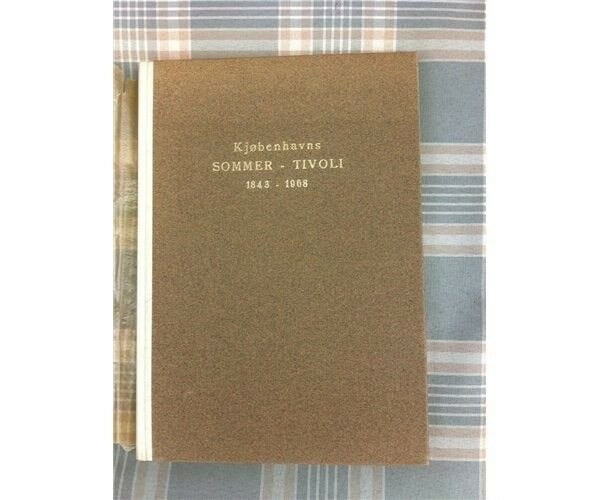 Kjøbenhavns
SOMMER - TIVOLI
1843 - 1968